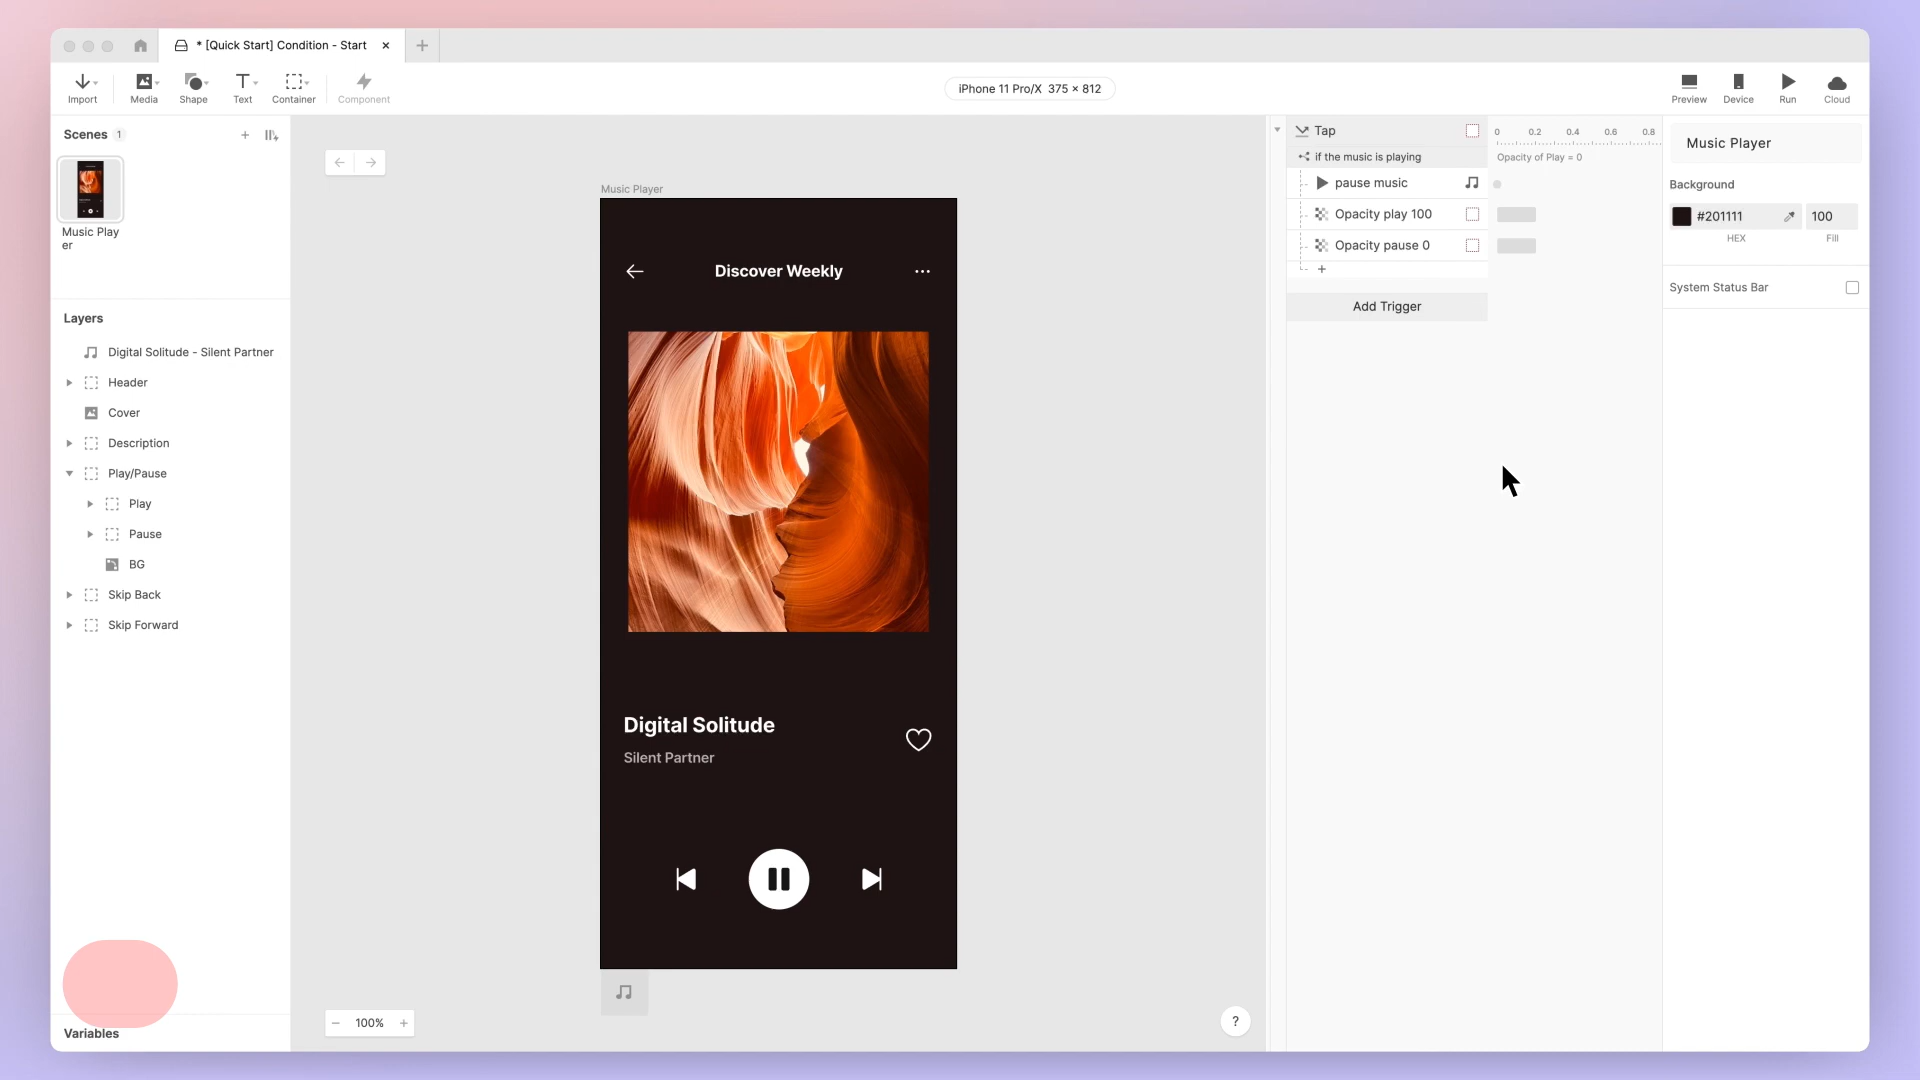 * [Quick Start] Condition - Start
Import
Media
Shape
Text
Container
Component
iPhone 11 Pro/X 375 × 812
Preview
Device
Run
Cloud
Scenes 1
Music Play
er
Layers
Digital Solitude - Silent Partner
Header
Cover
Description
Play/Pause
Play
Pause
BG
Skip Back
Skip Forward
Variables
Music Player
Discover Weekly
Digital Solitude
Silent Partner
100%
?
Tap
if the music is playing
pause music
Opacity play 100
Opacity pause 0
Add Trigger
0 0.2 0.4 0.6 0.8
Opacity of Play = 0
Music Player
Background
#201111 100
HEX Fill
System Status Bar